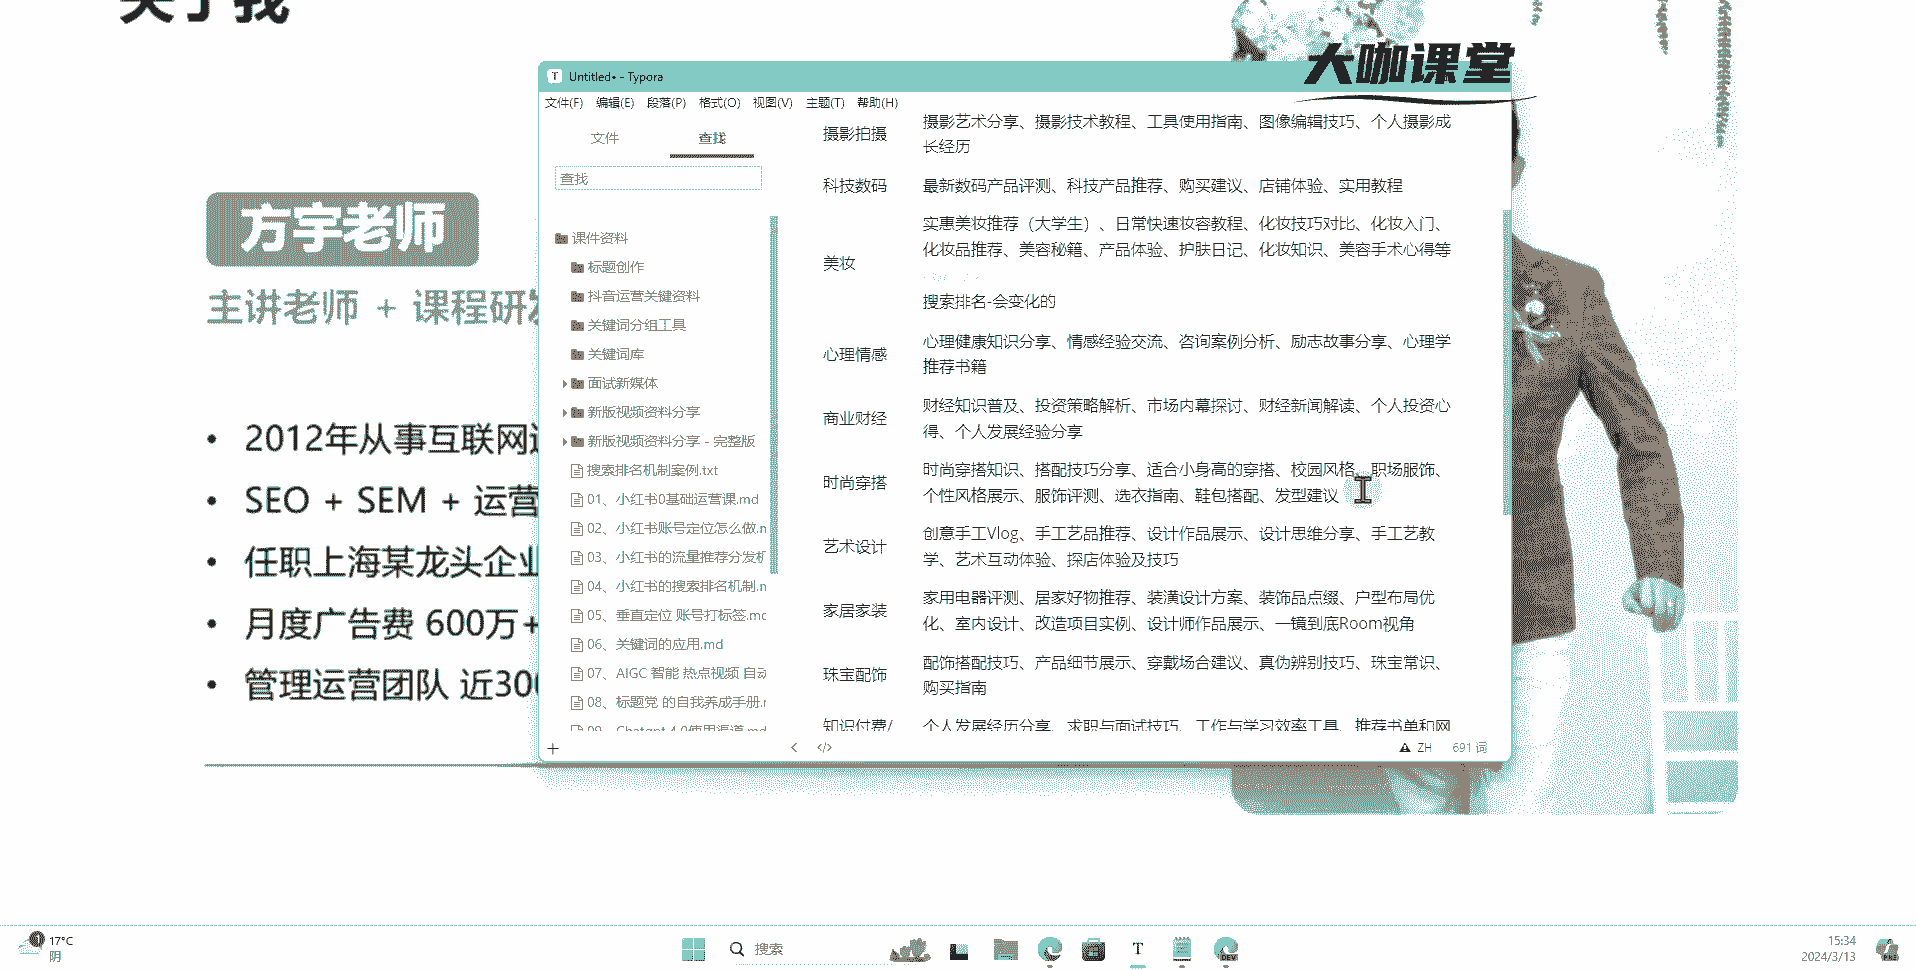 关于我
大咖课堂
方宇老师
主讲老师 + 课程研发
• 2012年从事互联网
• SEO + SEM + 运营
• 任职上海某龙头企业
• 月度广告费 600万+
• 管理运营团队 近300
Untitled• - Typora
文件(F) 编辑(E) 段落(P) 格式(O) 视图(V) 主题(T) 帮助(H)
文件 查找
查找
课件资料
标题创作
抖音运营关键资料
关键词分组工具
关键词库
面试新媒体
新版视频资料分享
新版视频资料分享 - 完整版
搜索排名机制案例.txt
01、小红书0基础运营课.md
02、小红书账号定位怎么做.m
03、小红书的流量推荐分发机
04、小红书的搜索排名机制.m
05、垂直定位 账号打标签.mc
06、关键词的应用.md
07、AIGC 智能 热点视频 自动
08、标题党 的自我养成手册.r
09、Chatgpt 4.0使用渠道.md
摄影拍摄
摄影艺术分享、摄影技术教程、工具使用指南、图像编辑技巧、个人摄影成
长经历
科技数码
最新数码产品评测、科技产品推荐、购买建议、店铺体验、实用教程
美妆
实惠美妆推荐（大学生）、日常快速妆容教程、化妆技巧对比、化妆入门、
化妆品推荐、美容秘籍、产品体验、护肤日记、化妆知识、美容手术心得等
搜索排名-会变化的
心理情感
心理健康知识分享、情感经验交流、咨询案例分析、励志故事分享、心理学
推荐书籍
商业财经
财经知识普及、投资策略解析、市场内幕探讨、财经新闻解读、个人投资心
得、个人发展经验分享
时尚穿搭
时尚穿搭知识、搭配技巧分享、适合小身高的穿搭、校园风格、职场服饰、
个性风格展示、服饰评测、选衣指南、鞋包搭配、发型建议
艺术设计
创意手工Vlog、手工艺品推荐、设计作品展示、设计思维分享、手工艺教
学、艺术互动体验、探店体验及技巧
家居家装
家用电器评测、居家好物推荐、装潢设计方案、装饰品点缀、户型布局优
化、室内设计、改造项目实例、设计师作品展示、一镜到底Room视角
珠宝配饰
配饰搭配技巧、产品细节展示、穿戴场合建议、真伪辨别技巧、珠宝常识、
购买指南
知识付费/
个人发展经历分享、求职与面试技巧、工作与学习效率工具、推荐书单和网
ZH 691 词
17°C
阴
搜索
15:34
2024/3/13